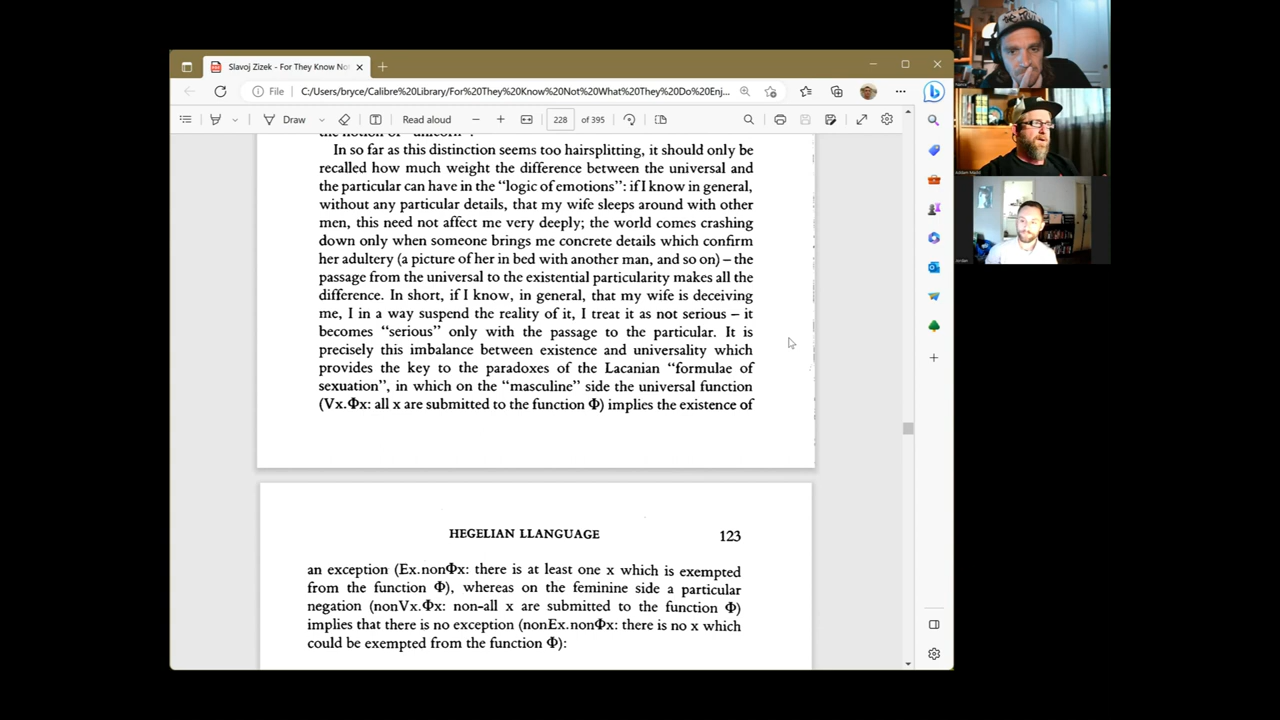 Slavoj Zizek - For They Know Not
File
C:/Users/bryce/Calibre%20Library/For%20They%20Know%20Not%20What%20They%20Do%20Enj...
Draw
Read aloud
228
of 395
the notion of "unicorn".
In so far as this distinction seems too hairsplitting, it should only be
recalled how much weight the difference between the universal and
the particular can have in the "logic of emotions": if I know in general,
without any particular details, that my wife sleeps around with other
men, this need not affect me very deeply; the world comes crashing
down only when someone brings me concrete details which confirm
her adultery (a picture of her in bed with another man, and so on) – the
passage from the universal to the existential particularity makes all the
difference. In short, if I know, in general, that my wife is deceiving
me, I in a way suspend the reality of it, I treat it as not serious – it
becomes "serious" only with the passage to the particular. It is
precisely this imbalance between existence and universality which
provides the key to the paradoxes of the Lacanian "formulae of
sexuation", in which on the "masculine" side the universal function
(Vx.Φx: all x are submitted to the function Φ) implies the existence of
HEGELIAN LLANGUAGE
123
an exception (Ex.nonΦx: there is at least one x which is exempted
from the function Φ), whereas on the feminine side a particular
negation (nonVx.Φx: non-all x are submitted to the function Φ)
implies that there is no exception (nonEx.nonΦx: there is no x which
could be exempted from the function Φ):